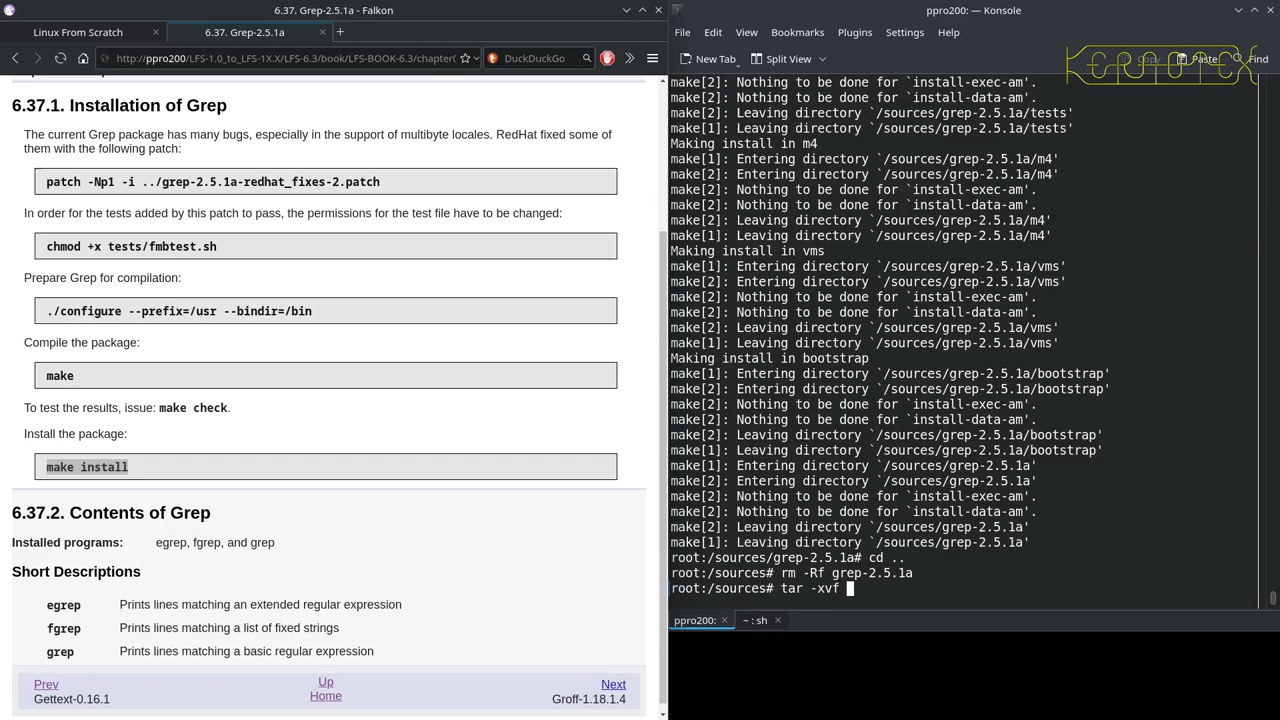 6.37. Grep-2.5.1a - Falkon
Linux From Scratch
6.37. Grep-2.5.1a
http://ppro200/LFS-1.0_to_LFS-1X.X/LFS-6.3/book/LFS-BOOK-6.3/chapter(
DuckDuckGo
6.37.1. Installation of Grep
The current Grep package has many bugs, especially in the support of multibyte locales. RedHat fixed some of
them with the following patch:
patch -Np1 -i ../grep-2.5.1a-redhat_fixes-2.patch
In order for the tests added by this patch to pass, the permissions for the test file have to be changed:
chmod +x tests/fmbtest.sh
Prepare Grep for compilation:
./configure --prefix=/usr --bindir=/bin
Compile the package:
make
To test the results, issue: make check.
Install the package:
make install
6.37.2. Contents of Grep
Installed programs: egrep, fgrep, and grep
Short Descriptions
egrep Prints lines matching an extended regular expression
fgrep Prints lines matching a list of fixed strings
grep Prints lines matching a basic regular expression
Prev Up Next
Gettext-0.16.1 Home Groff-1.18.1.4
ppro200: — Konsole
File Edit View Bookmarks Plugins Settings Help
New Tab Split View Copy Paste Find
make[2]: Nothing to be done for `install-exec-am'.
make[2]: Nothing to be done for `install-data-am'.
make[2]: Leaving directory `/sources/grep-2.5.1a/tests'
make[1]: Leaving directory `/sources/grep-2.5.1a/tests'
Making install in m4
make[1]: Entering directory `/sources/grep-2.5.1a/m4'
make[2]: Entering directory `/sources/grep-2.5.1a/m4'
make[2]: Nothing to be done for `install-exec-am'.
make[2]: Nothing to be done for `install-data-am'.
make[2]: Leaving directory `/sources/grep-2.5.1a/m4'
make[1]: Leaving directory `/sources/grep-2.5.1a/m4'
Making install in vms
make[1]: Entering directory `/sources/grep-2.5.1a/vms'
make[2]: Entering directory `/sources/grep-2.5.1a/vms'
make[2]: Nothing to be done for `install-exec-am'.
make[2]: Nothing to be done for `install-data-am'.
make[2]: Leaving directory `/sources/grep-2.5.1a/vms'
make[1]: Leaving directory `/sources/grep-2.5.1a/vms'
Making install in bootstrap
make[1]: Entering directory `/sources/grep-2.5.1a/bootstrap'
make[2]: Entering directory `/sources/grep-2.5.1a/bootstrap'
make[2]: Nothing to be done for `install-exec-am'.
make[2]: Nothing to be done for `install-data-am'.
make[2]: Leaving directory `/sources/grep-2.5.1a/bootstrap'
make[1]: Leaving directory `/sources/grep-2.5.1a/bootstrap'
make[1]: Entering directory `/sources/grep-2.5.1a'
make[2]: Entering directory `/sources/grep-2.5.1a'
make[2]: Nothing to be done for `install-exec-am'.
make[2]: Nothing to be done for `install-data-am'.
make[2]: Leaving directory `/sources/grep-2.5.1a'
make[1]: Leaving directory `/sources/grep-2.5.1a'
root:/sources/grep-2.5.1a# cd ..
root:/sources# rm -Rf grep-2.5.1a
root:/sources# tar -xvf
ppro200: ~ : sh